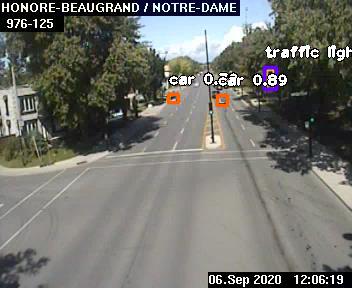 HONORE-BEAUGRAND / NOTRE-DAME
976-125
traffic ligh
car 0.
car 0.89
06.Sep 2020 12:06:19